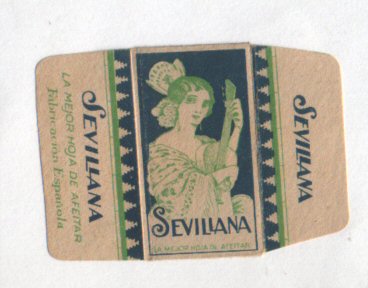 SEVILLANA
LA MEJOR HOJA DE AFEITAR
Fabricación Española
SEVILLANA
LA MEJOR HOJA DE AFEITAR
SEVILLANA